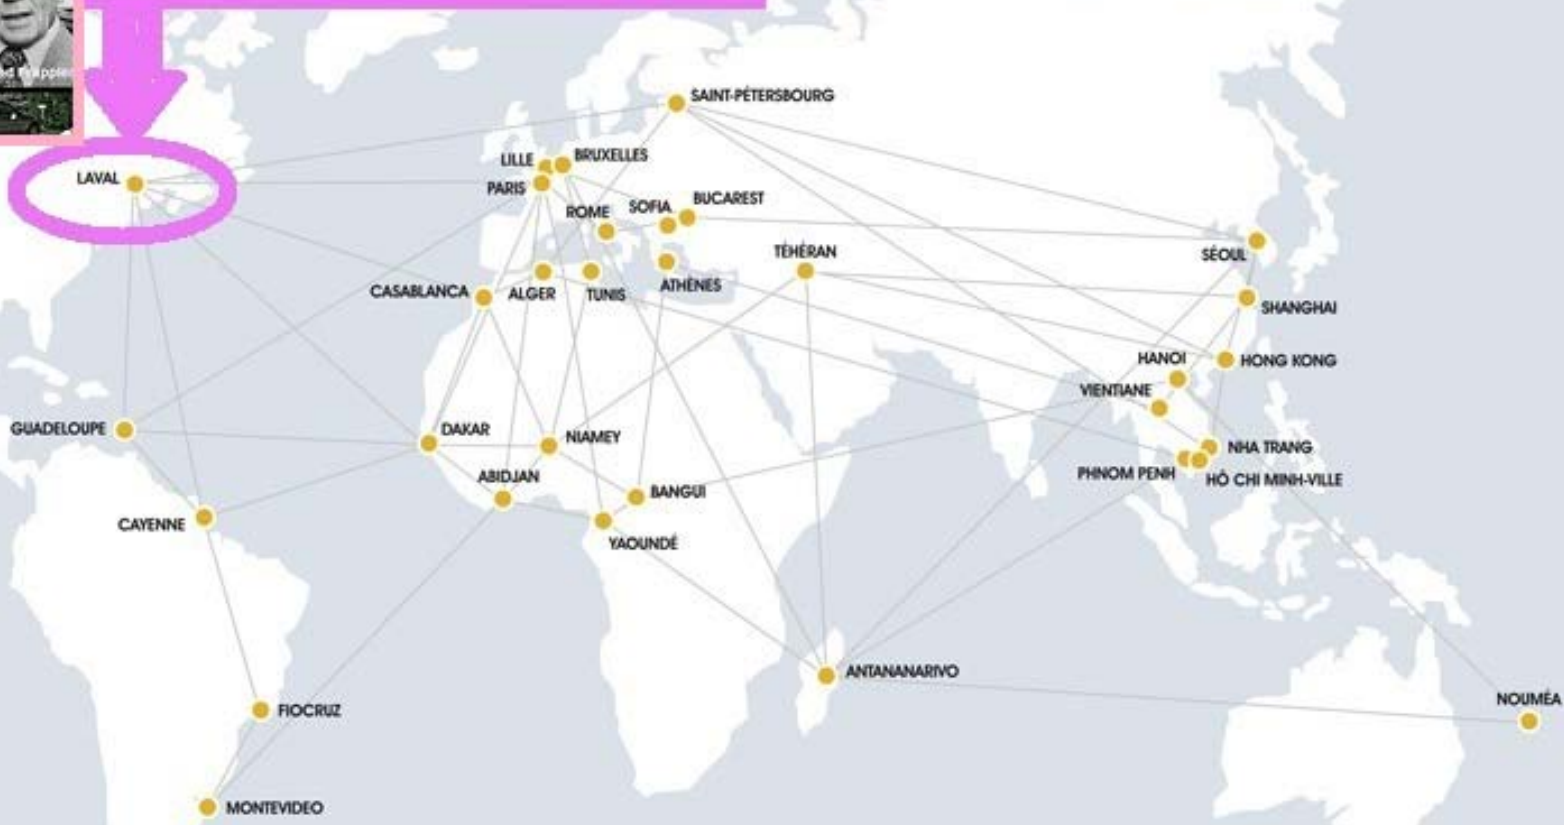 SAINT-PÉTERSBOURG
LILLE
BRUXELLES
LAVAL
PARIS
ROME
SOFIA
BUCAREST
TÉHÉRAN
SÉOUL
CASABLANCA
ALGER
TUNIS
ATHÈNES
SHANGHAI
HANOI
HONG KONG
VIENTIANE
GUADELOUPE
DAKAR
NIAMEY
NHA TRANG
PHNOM PENH
HÔ CHI MINH-VILLE
ABIDJAN
BANGUI
CAYENNE
YAOUNDÉ
ANTANANARIVO
NOUMÉA
FIOCRUZ
MONTEVIDEO